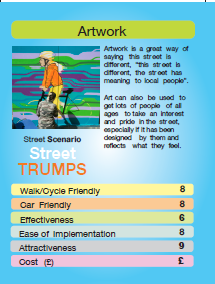 Artwork
Artwork is a great way of
saying this street is
different, "this street is
different, the street has
meaning to local people".
Art can also be used to
get lots of people of all
ages to take an interest
and pride in the street,
especially if it has been
designed by them and
reflects what they feel.
Street Scenario
Street
TRUMPS
Walk/Cycle Friendly 8
Car Friendly 8
Effectiveness 6
Ease of Implementation 8
Attractiveness 9
Cost (£) £